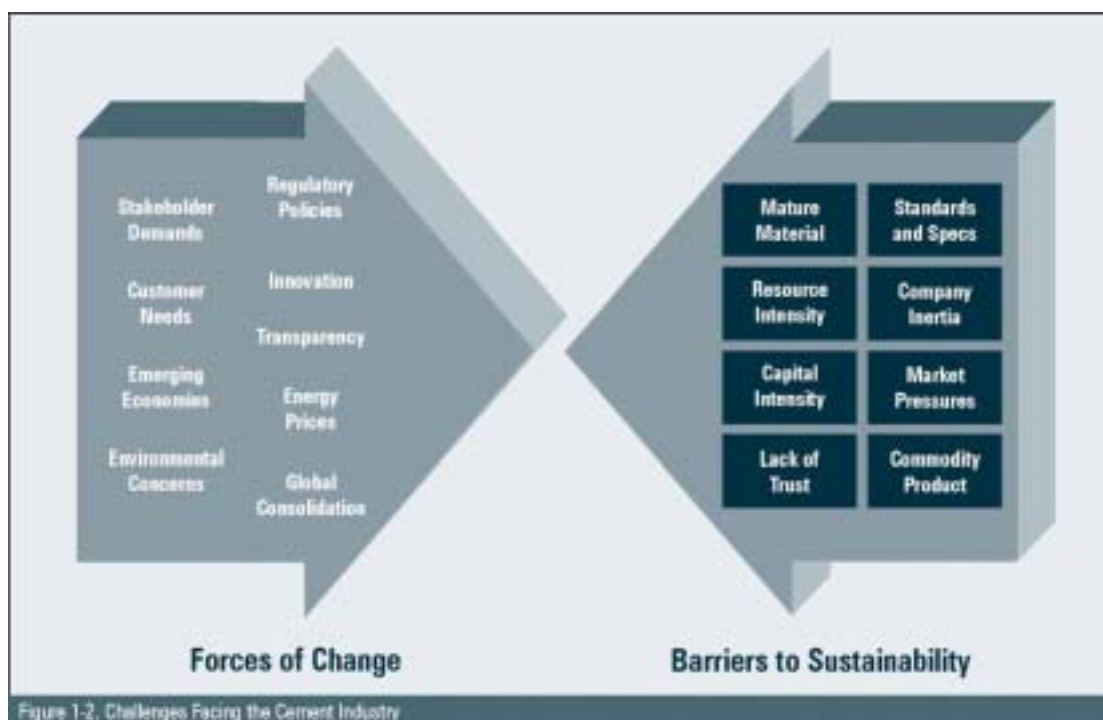 Stakeholder
Demands
Customer
Needs
Emerging
Economies
Environmental
Concerns
Regulatory
Policies
Innovation
Transparency
Energy
Prices
Global
Consolidation
Mature
Material
Standards
and Specs
Resource
Intensity
Company
Inertia
Capital
Intensity
Market
Pressures
Lack of
Trust
Commodity
Product
Forces of Change
Barriers to Sustainability
Figure 1-2. Challenges Facing the Cement Industry